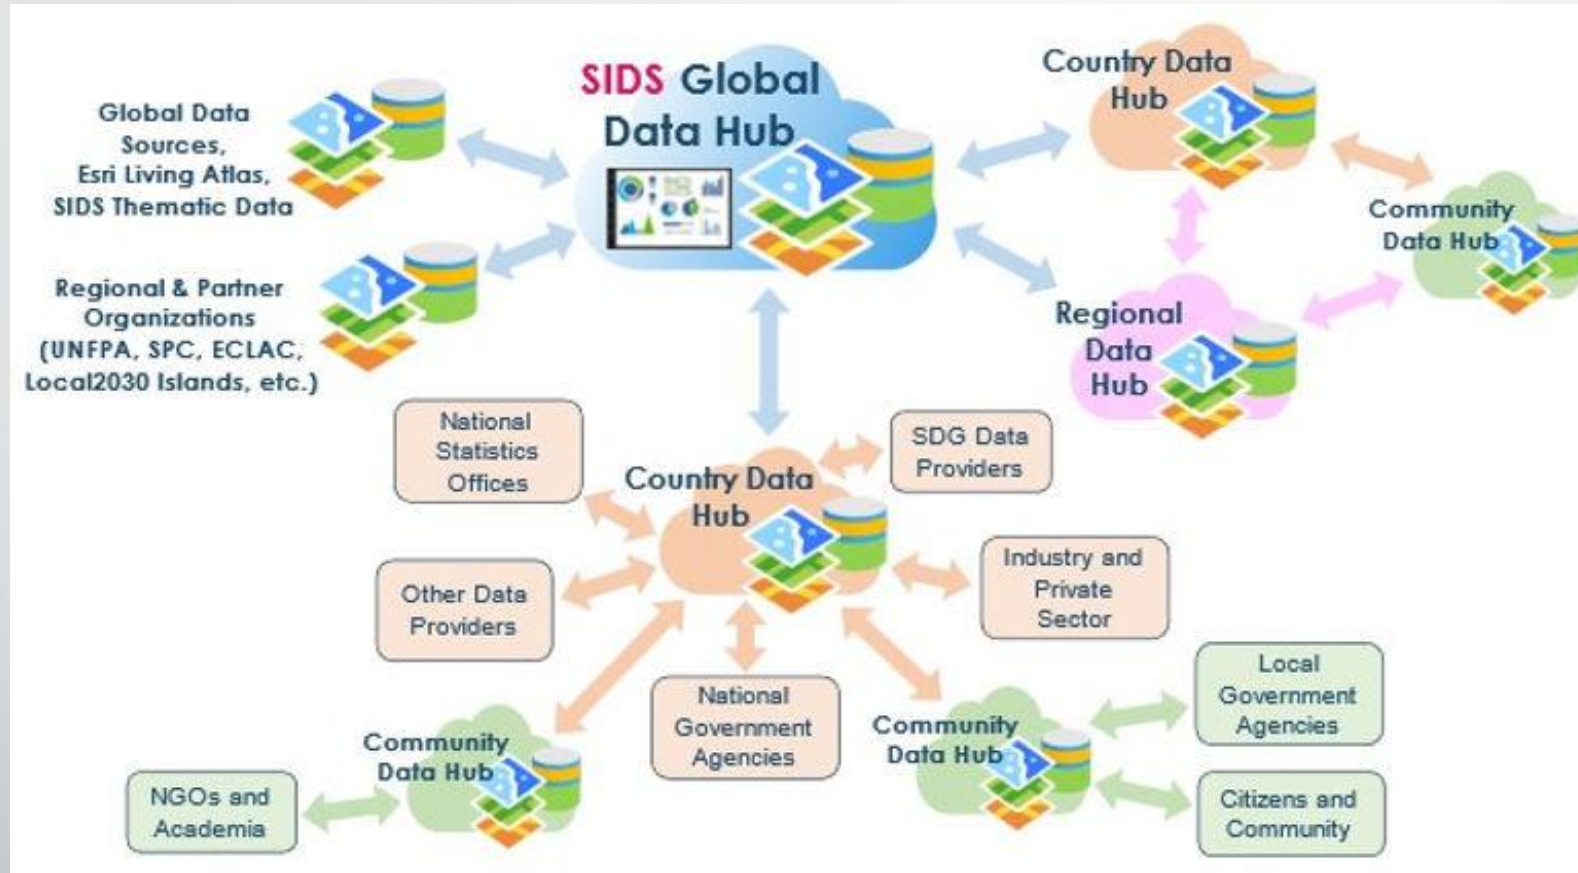 SIDS Global
Data Hub
Global Data
Sources,
Esri Living Atlas,
SIDS Thematic Data
Regional & Partner
Organizations
(UNFPA, SPC, ECLAC,
Local2030 Islands, etc.)
Country Data
Hub
Community
Data Hub
Regional
Data
Hub
National
Statistics
Offices
SDG Data
Providers
Country Data
Hub
Other Data
Providers
Industry and
Private
Sector
National
Government
Agencies
Community
Data Hub
NGOs and
Academia
Community
Data Hub
Local
Government
Agencies
Citizens and
Community